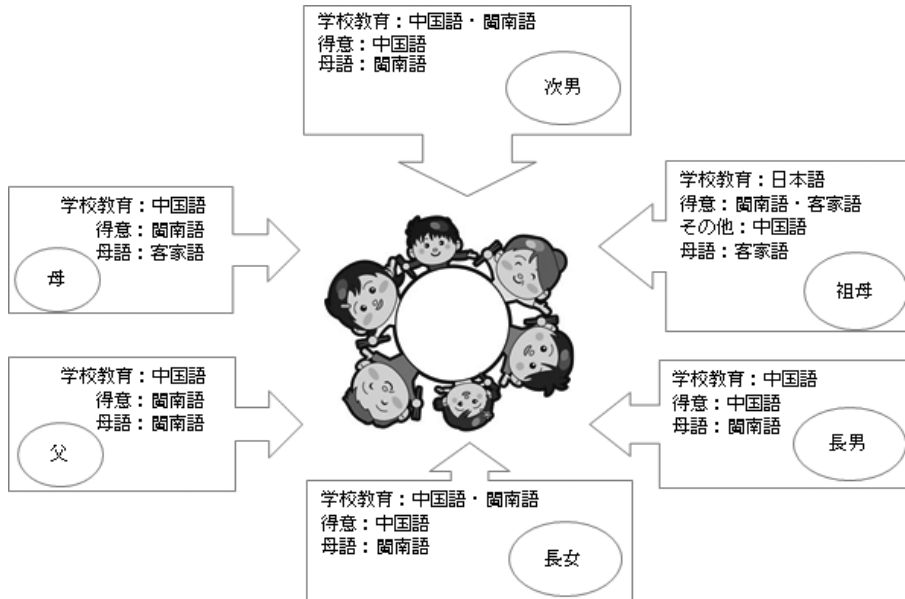 学校教育：中国語・閩南語
得意：中国語
母語：閩南語
次男
学校教育：中国語
得意：閩南語
母語：客家語
母
学校教育：日本語
得意：閩南語・客家語
その他：中国語
母語：客家語
祖母
学校教育：中国語
得意：閩南語
母語：閩南語
父
学校教育：中国語
得意：中国語
母語：閩南語
長男
学校教育：中国語・閩南語
得意：中国語
母語：閩南語
長女